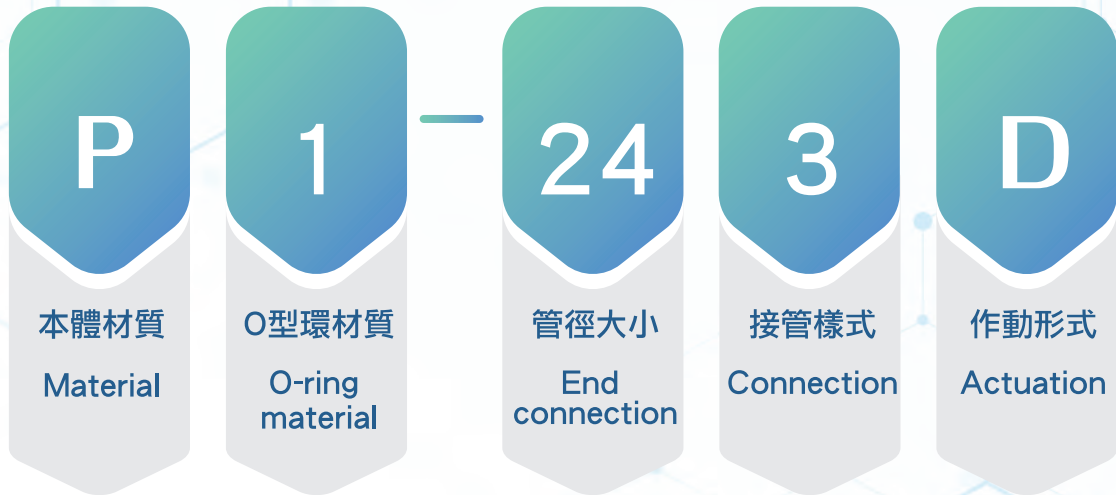 P
1
—
24
3
D
本體材質
Material
O型環材質
O-ring
material
管徑大小
End
connection
接管樣式
Connection
作動形式
Actuation